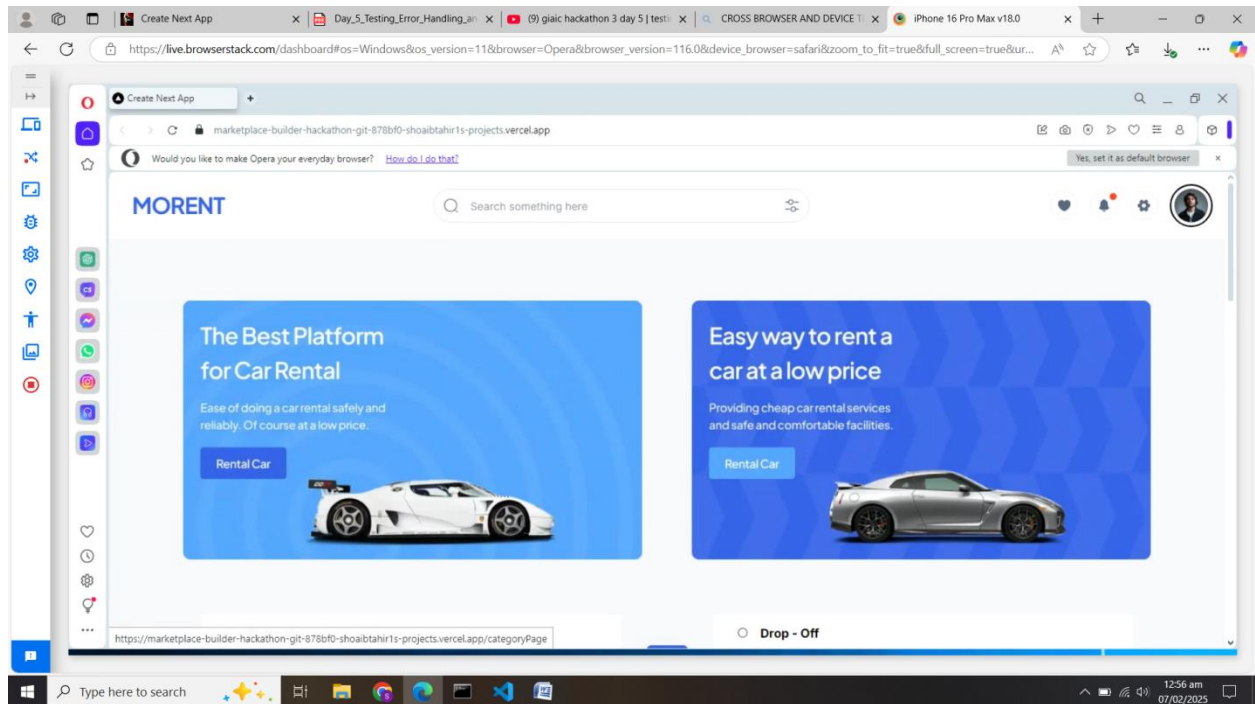 Create Next App
Day_5_Testing_Error_Handling_an
(9) giaic hackathon 3 day 5 | testi
CROSS BROWSER AND DEVICE T
iPhone 16 Pro Max v18.0
https://live.browserstack.com/dashboard#os=Windows&os_version=11&browser=Opera&browser_version=116.0&device_browser=safari&zoom_to_fit=true&full_screen=true&ur...
Create Next App
marketplace-builder-hackathon-git-878bf0-shoaibtahir1s-projects.vercel.app
Would you like to make Opera your everyday browser? How do I do that?
Yes, set it as default browser
MORENT
Search something here
The Best Platform
for Car Rental
Ease of doing a car rental safely and
reliably. Of course at a low price.
Rental Car
Easy way to rent a
car at a low price
Providing cheap car rental services
and safe and comfortable facilities.
Rental Car
Drop - Off
https://marketplace-builder-hackathon-git-878bf0-shoaibtahir1s-projects.vercel.app/categoryPage
Type here to search
12:56 am
07/02/2025